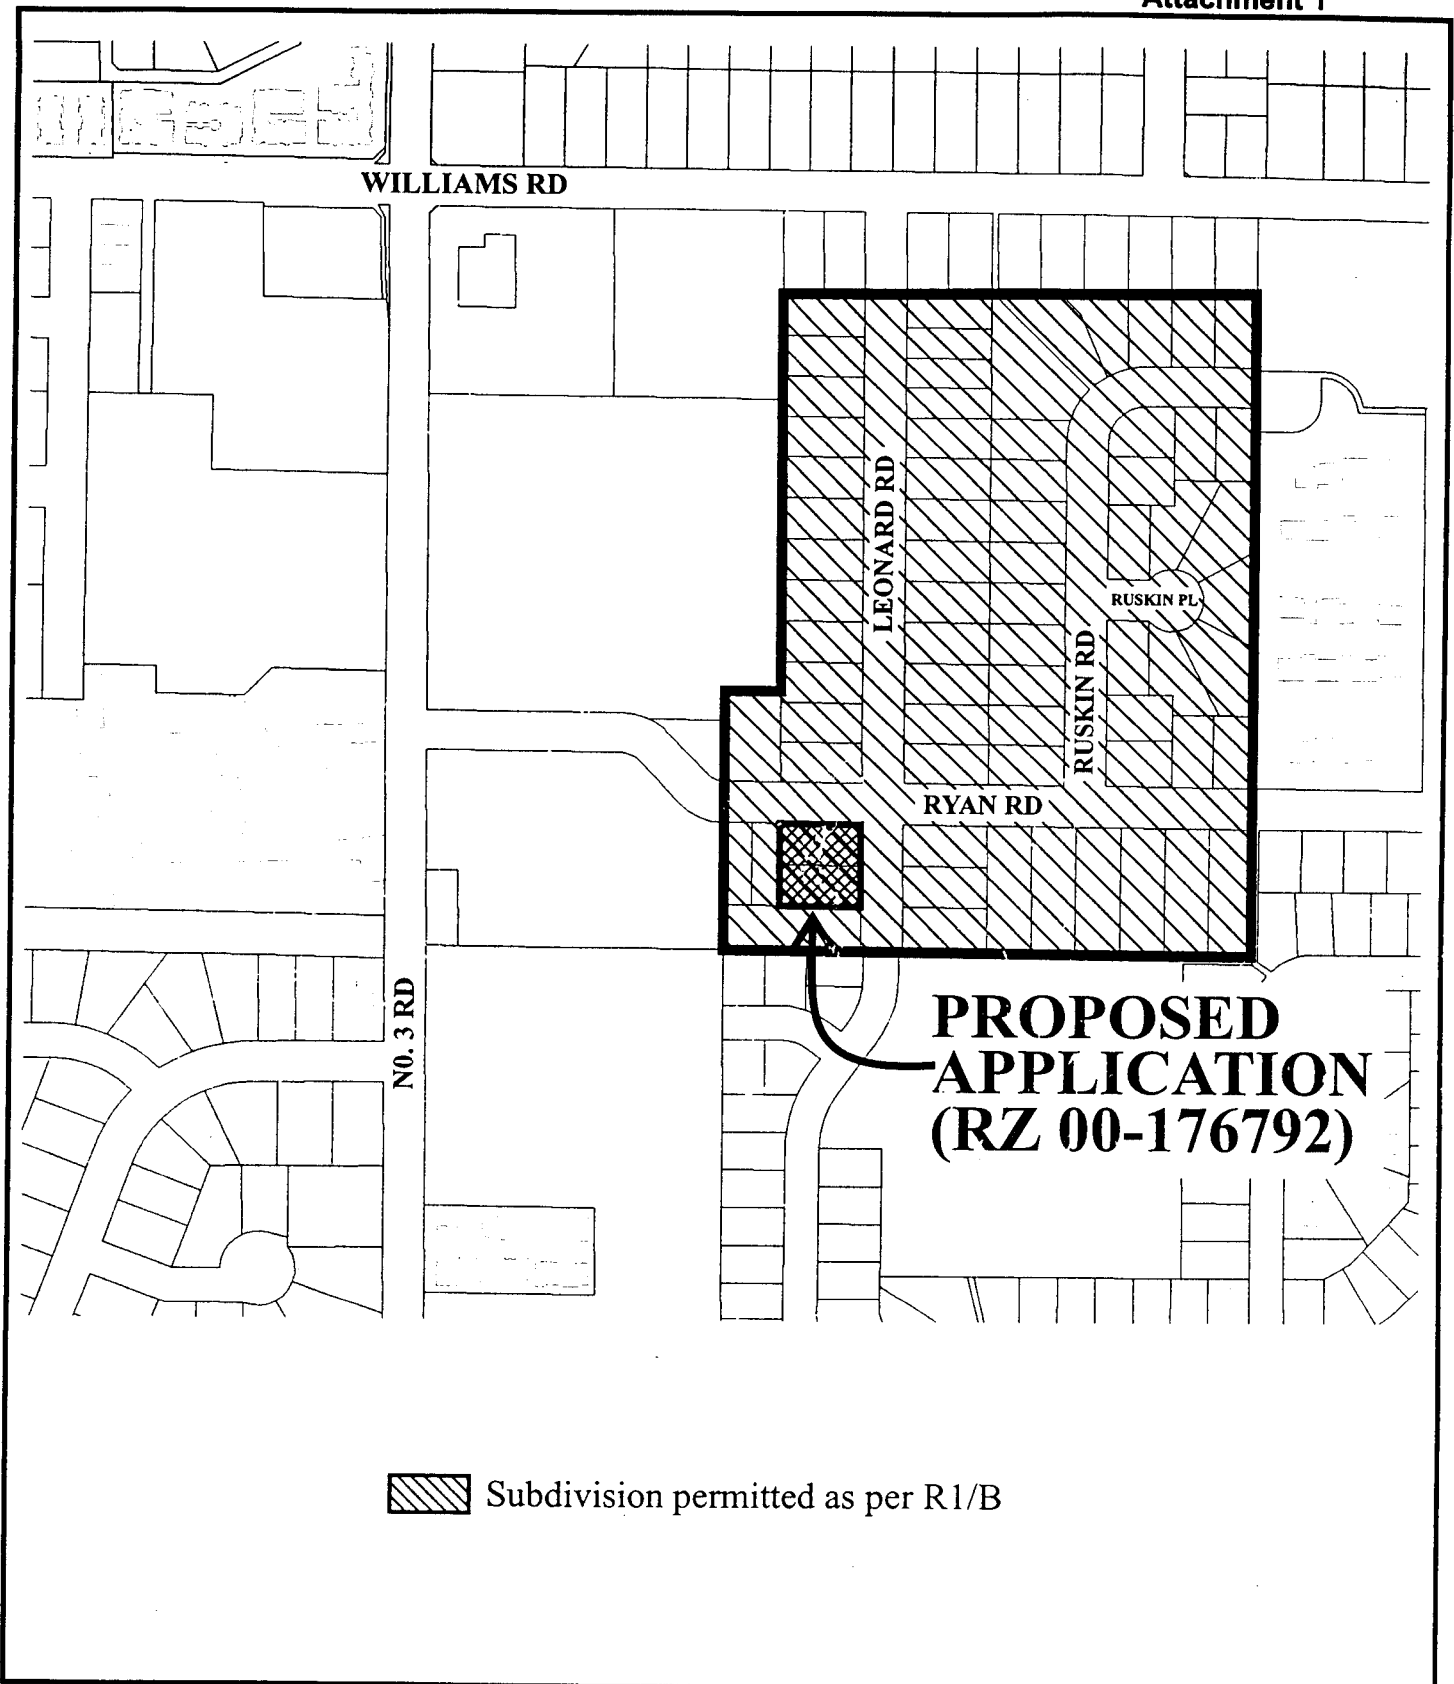 Attachment 1
WILLIAMS RD
LEONARD RD
RUSKIN PL
RUSKIN RD
RYAN RD
N0. 3 RD
PROPOSED
APPLICATION
(RZ 00-176792)
Subdivision permitted as per R1/B